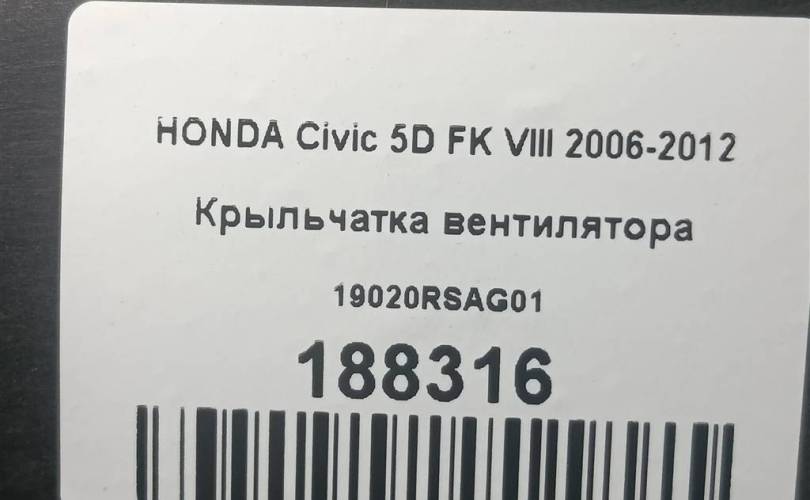 HONDA Civic 5D FK VIII 2006-2012
Крыльчатка вентилятора
19020RSAG01
188316